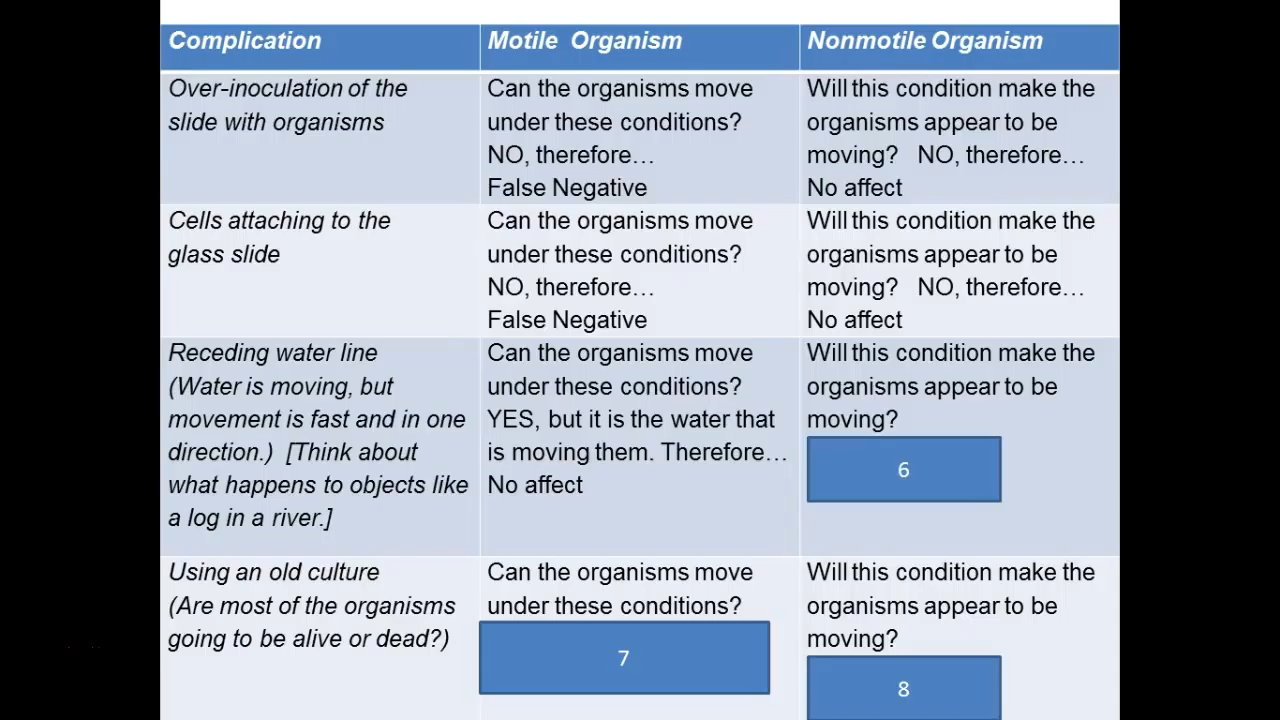 Complication
Motile Organism
Nonmotile Organism
Over-inoculation of the
slide with organisms
Can the organisms move
under these conditions?
NO, therefore…
False Negative
Will this condition make the
organisms appear to be
moving? NO, therefore…
No affect
Cells attaching to the
glass slide
Can the organisms move
under these conditions?
NO, therefore…
False Negative
Will this condition make the
organisms appear to be
moving? NO, therefore…
No affect
Receding water line
(Water is moving, but
movement is fast and in one
direction.) [Think about
what happens to objects like
a log in a river.]
Can the organisms move
under these conditions?
YES, but it is the water that
is moving them. Therefore…
No affect
Will this condition make the
organisms appear to be
moving?
6
Using an old culture
(Are most of the organisms
going to be alive or dead?)
Can the organisms move
under these conditions?
7
Will this condition make the
organisms appear to be
moving?
8